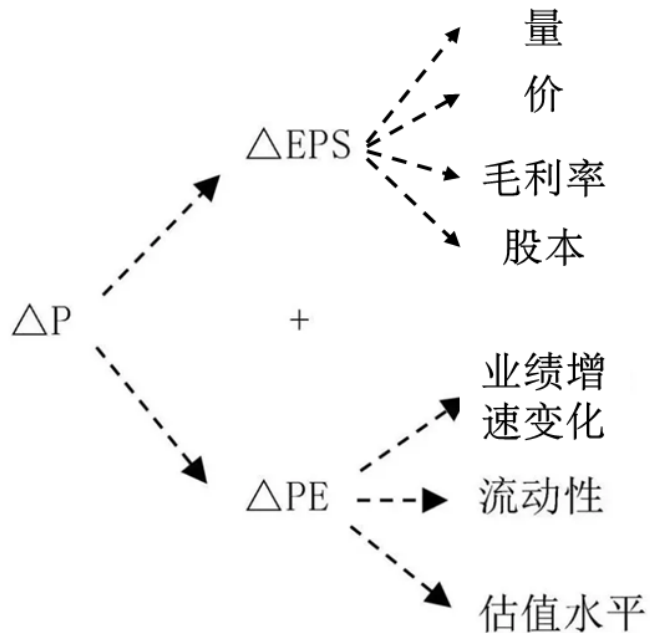 量
价
△EPS
毛利率
股本
△P
+
业绩增
速变化
△PE
流动性
估值水平